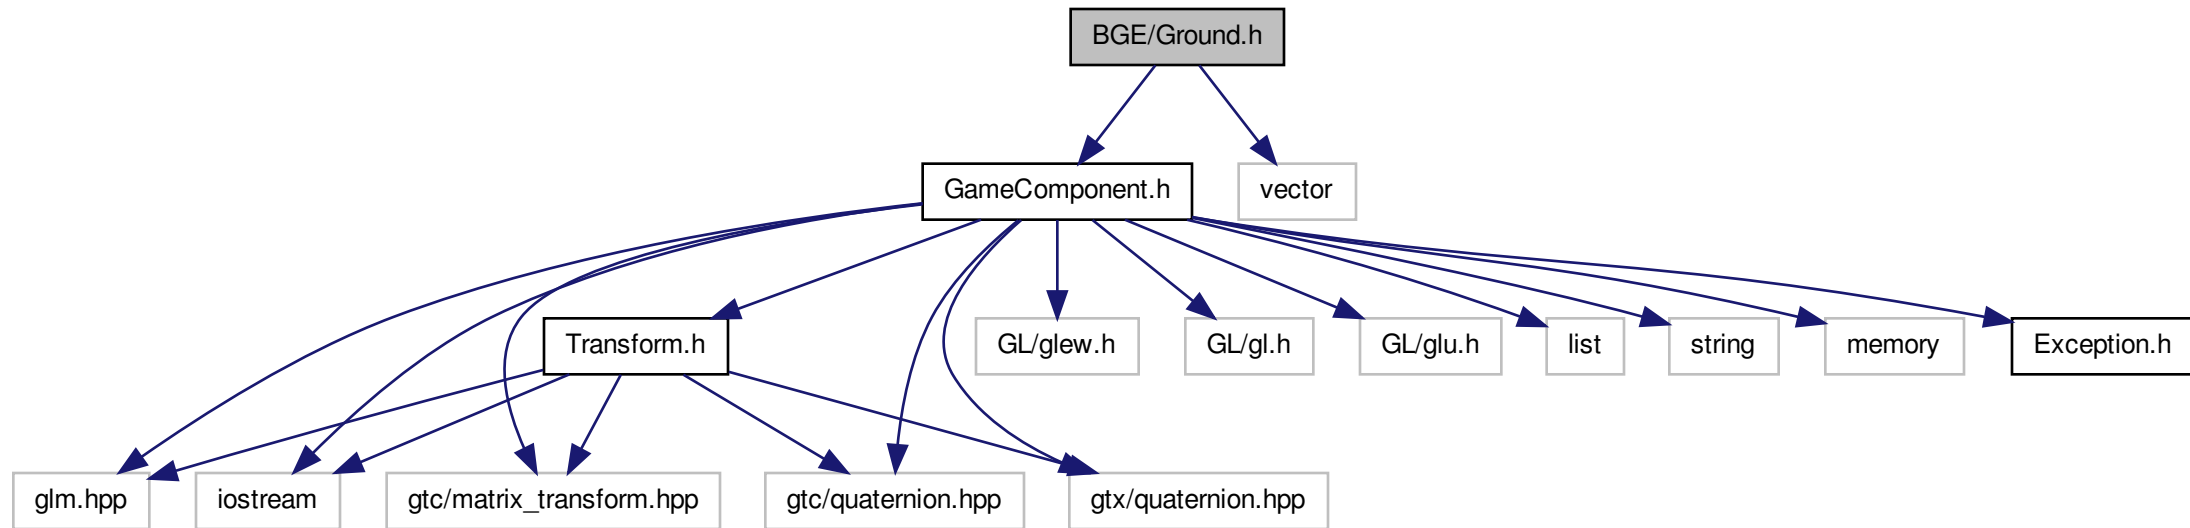 BGE/Ground.h
GameComponent.h
vector
Transform.h
GL/glew.h
GL/gl.h
GL/glu.h
list
string
memory
Exception.h
glm.hpp
iostream
gtc/matrix_transform.hpp
gtc/quaternion.hpp
gtx/quaternion.hpp